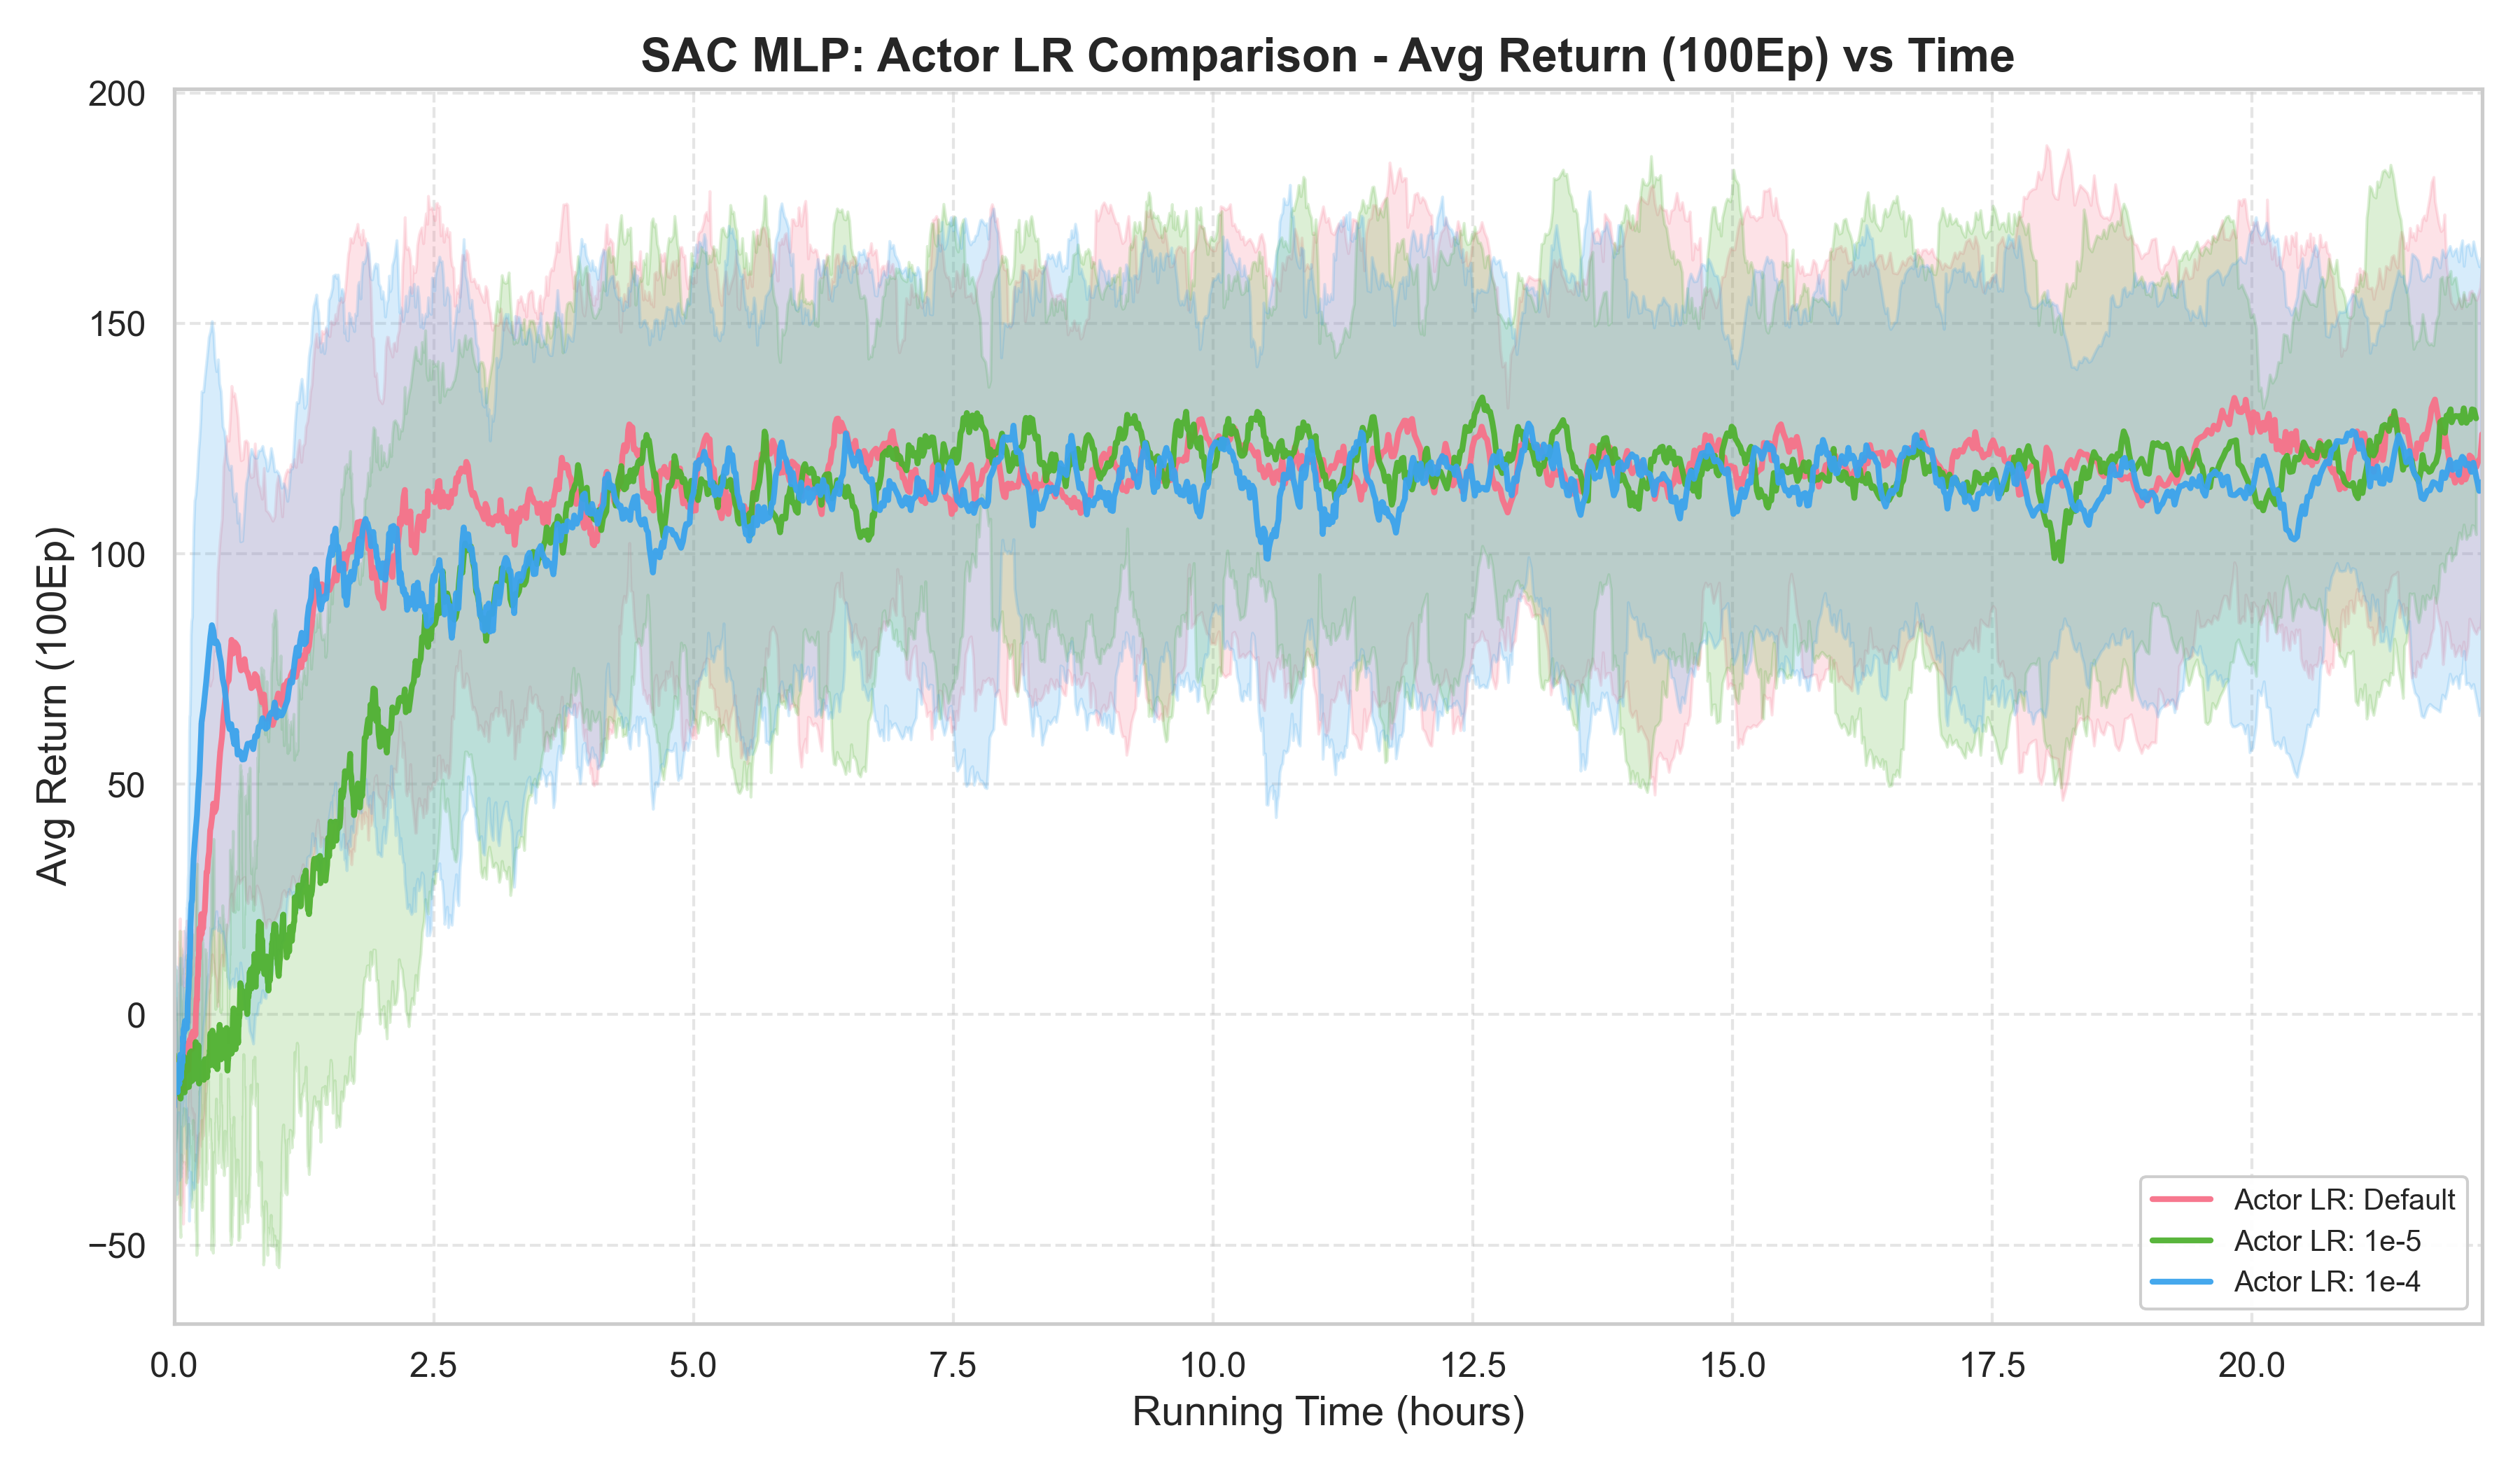 SAC MLP: Actor LR Comparison - Avg Return (100Ep) vs Time
Avg Return (100Ep)
200
150
100
50
0
−50
0.0 2.5 5.0 7.5 10.0 12.5 15.0 17.5 20.0
Running Time (hours)
Actor LR: Default
Actor LR: 1e-5
Actor LR: 1e-4